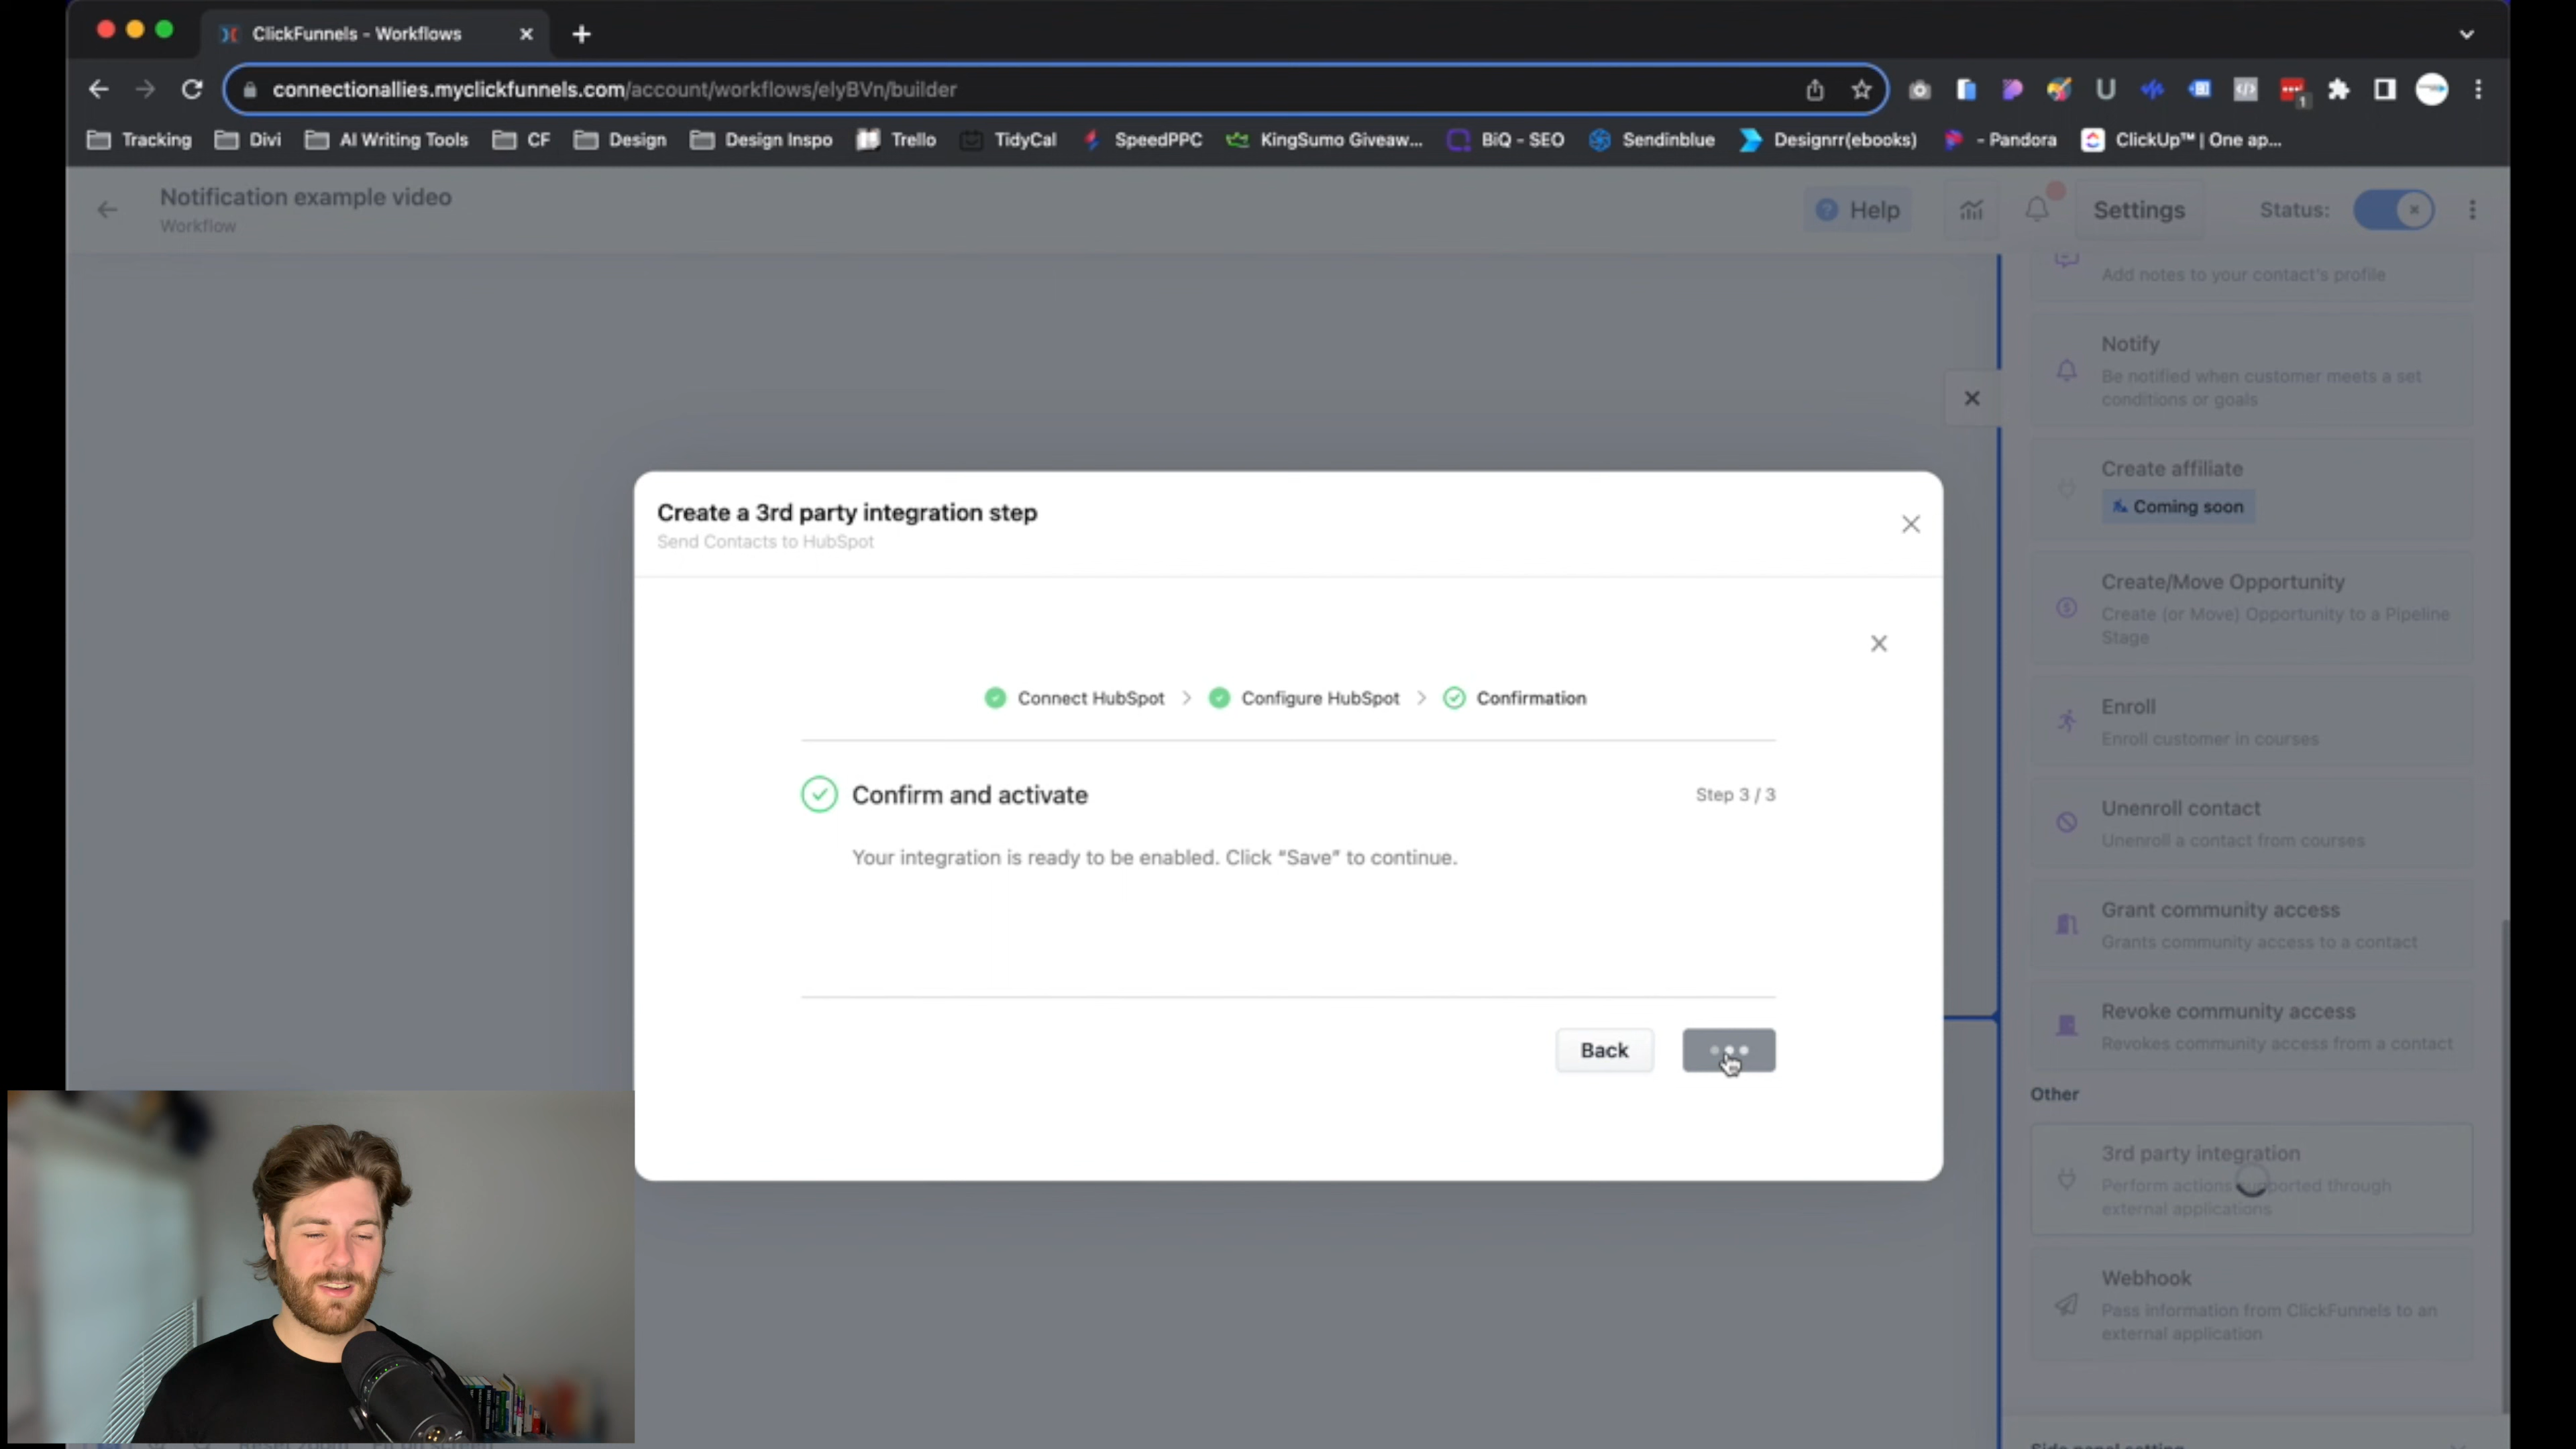 ClickFunnels - Workflows
connectionallies.myclickfunnels.com/account/workflows/elyBVn/builder
Tracking
Divi
AI Writing Tools
CF
Design
Design Inspo
Trello
TidyCal
SpeedPPC
KingSumo Giveaw...
BiQ - SEO
Sendinblue
Designrr(ebooks)
- Pandora
ClickUp™ | One ap...
Notification example video
Workflow
Help
Settings
Status:
Add notes to your contact's profile
Notify
Be notified when customer meets a set
conditions or goals
Create affiliate
Coming soon
Create/Move Opportunity
Create (or Move) Opportunity to a Pipeline
Stage
Enroll
Enroll customer in courses
Unenroll contact
Unenroll a contact from courses
Grant community access
Grants community access to a contact
Revoke community access
Revokes community access from a contact
Other
3rd party integration
Perform actions supported through
external applications
Webhook
Pass information from ClickFunnels to an
external application
Create a 3rd party integration step
Send Contacts to HubSpot
Connect HubSpot
Configure HubSpot
Confirmation
Confirm and activate
Step 3 / 3
Your integration is ready to be enabled. Click “Save” to continue.
Back